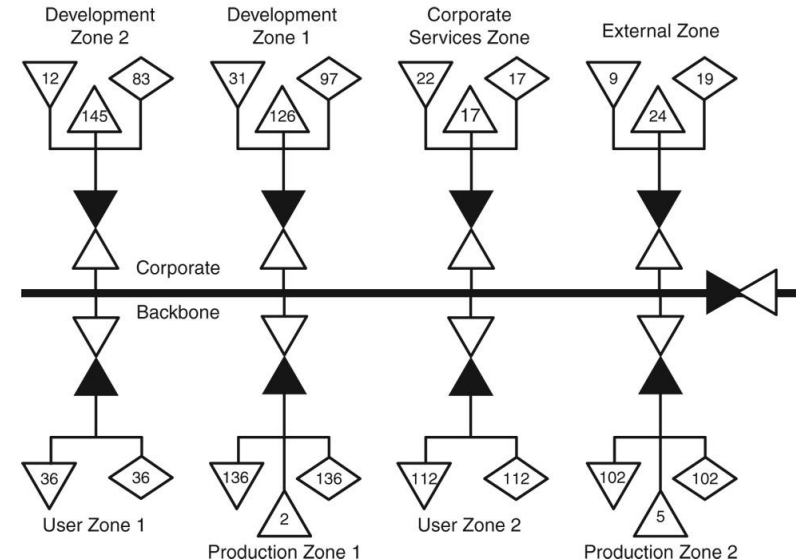 Development
Zone 2
Development
Zone 1
Corporate
Services Zone
External Zone
12
83
31
97
22
17
9
19
145
126
17
24
Corporate
Backbone
36
36
136
136
112
112
102
102
2
5
User Zone 1
Production Zone 1
User Zone 2
Production Zone 2